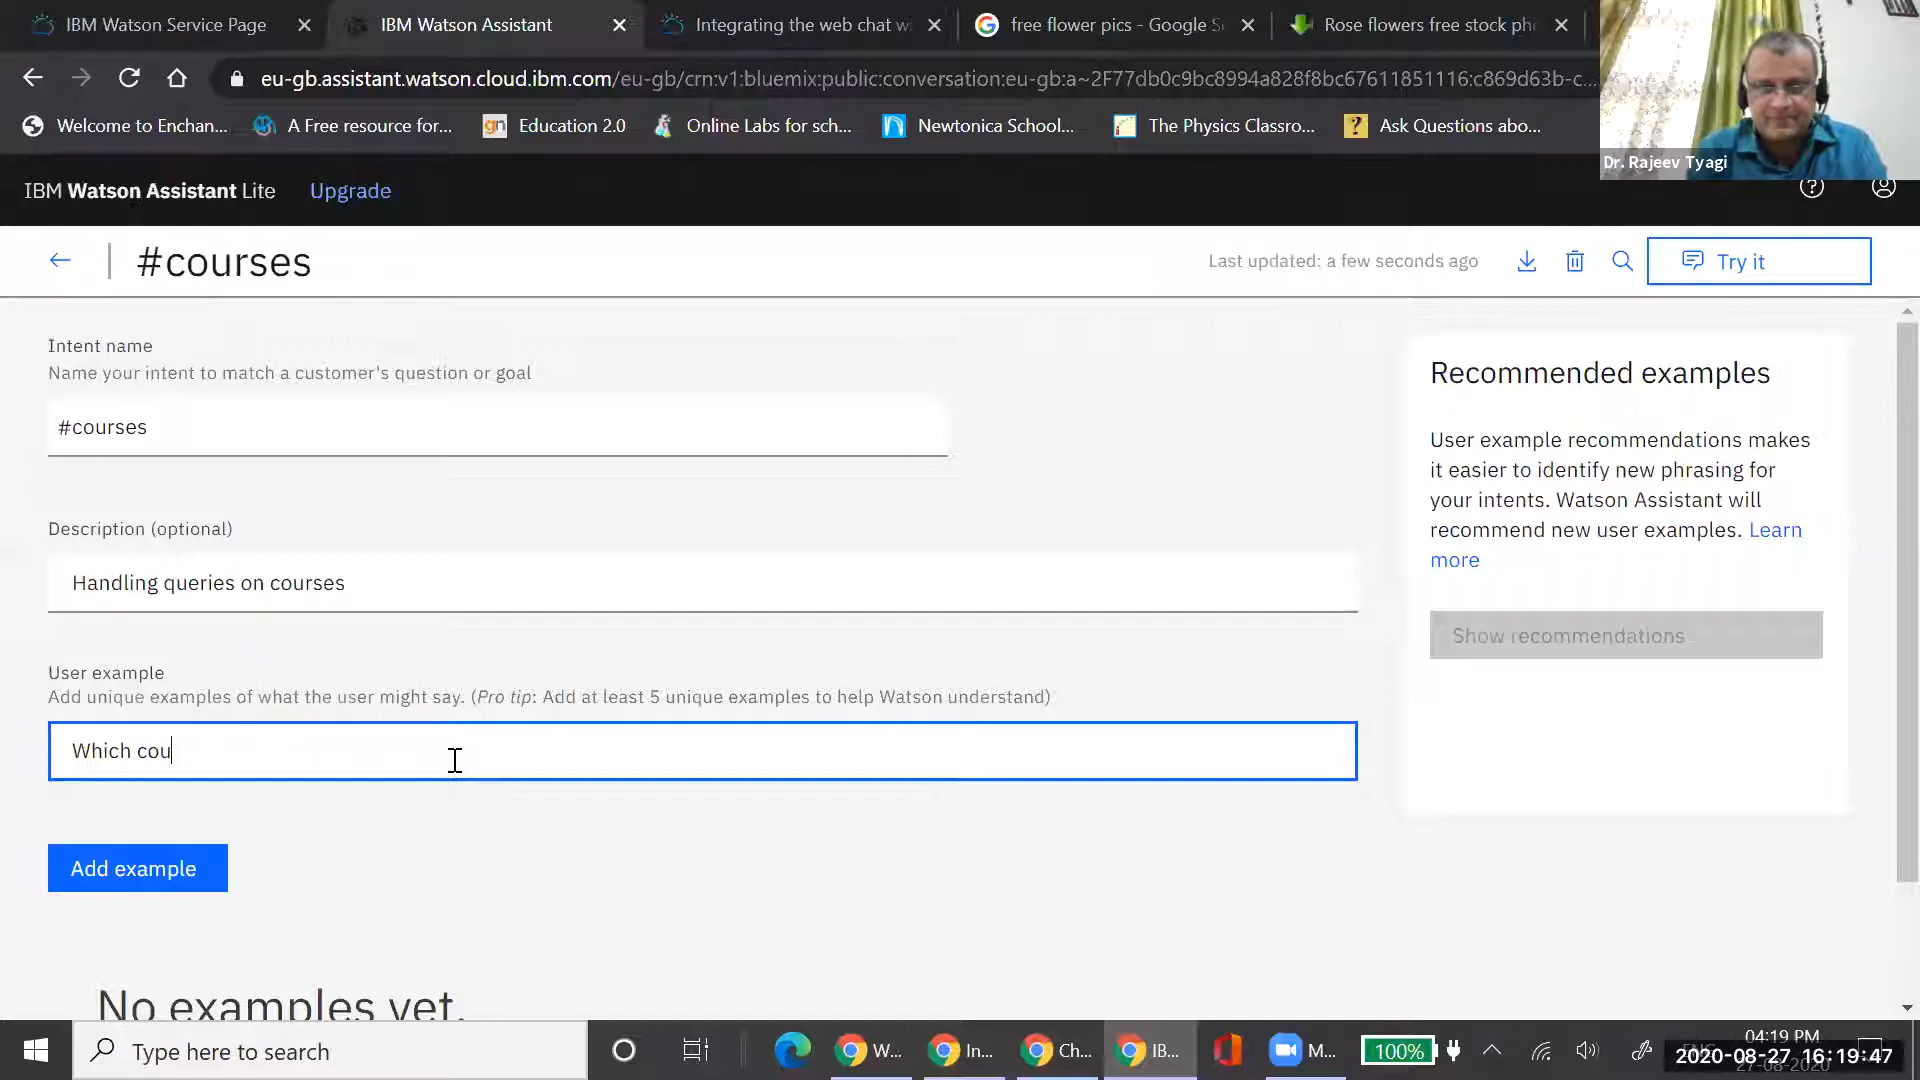 IBM Watson Service Page
IBM Watson Assistant
Integrating the web chat w
free flower pics - Google S
Rose flowers free stock ph
eu-gb.assistant.watson.cloud.ibm.com/eu-gb/crn:v1:bluemix:public:conversation:eu-gb:a~2F77db0c9bc8994a828f8bc67611851116:c869d63b-c...
Welcome to Enchan...
A Free resource for...
gn
Education 2.0
Online Labs for sch...
Newtonica School...
The Physics Classro...
Ask Questions abo...
Dr. Rajeev Tyagi
IBM Watson Assistant Lite
Upgrade
#courses
Last updated: a few seconds ago
Try it
Intent name
Name your intent to match a customer's question or goal
#courses
Description (optional)
Handling queries on courses
User example
Add unique examples of what the user might say. (Pro tip: Add at least 5 unique examples to help Watson understand)
Which cou
Add example
No examples yet.
Recommended examples
User example recommendations makes
it easier to identify new phrasing for
your intents. Watson Assistant will
recommend new user examples. Learn
more
Show recommendations
Type here to search
W...
In...
Ch...
IB...
M...
100%
04:19 PM
2020-08-27 16:19:47
27-08-2020